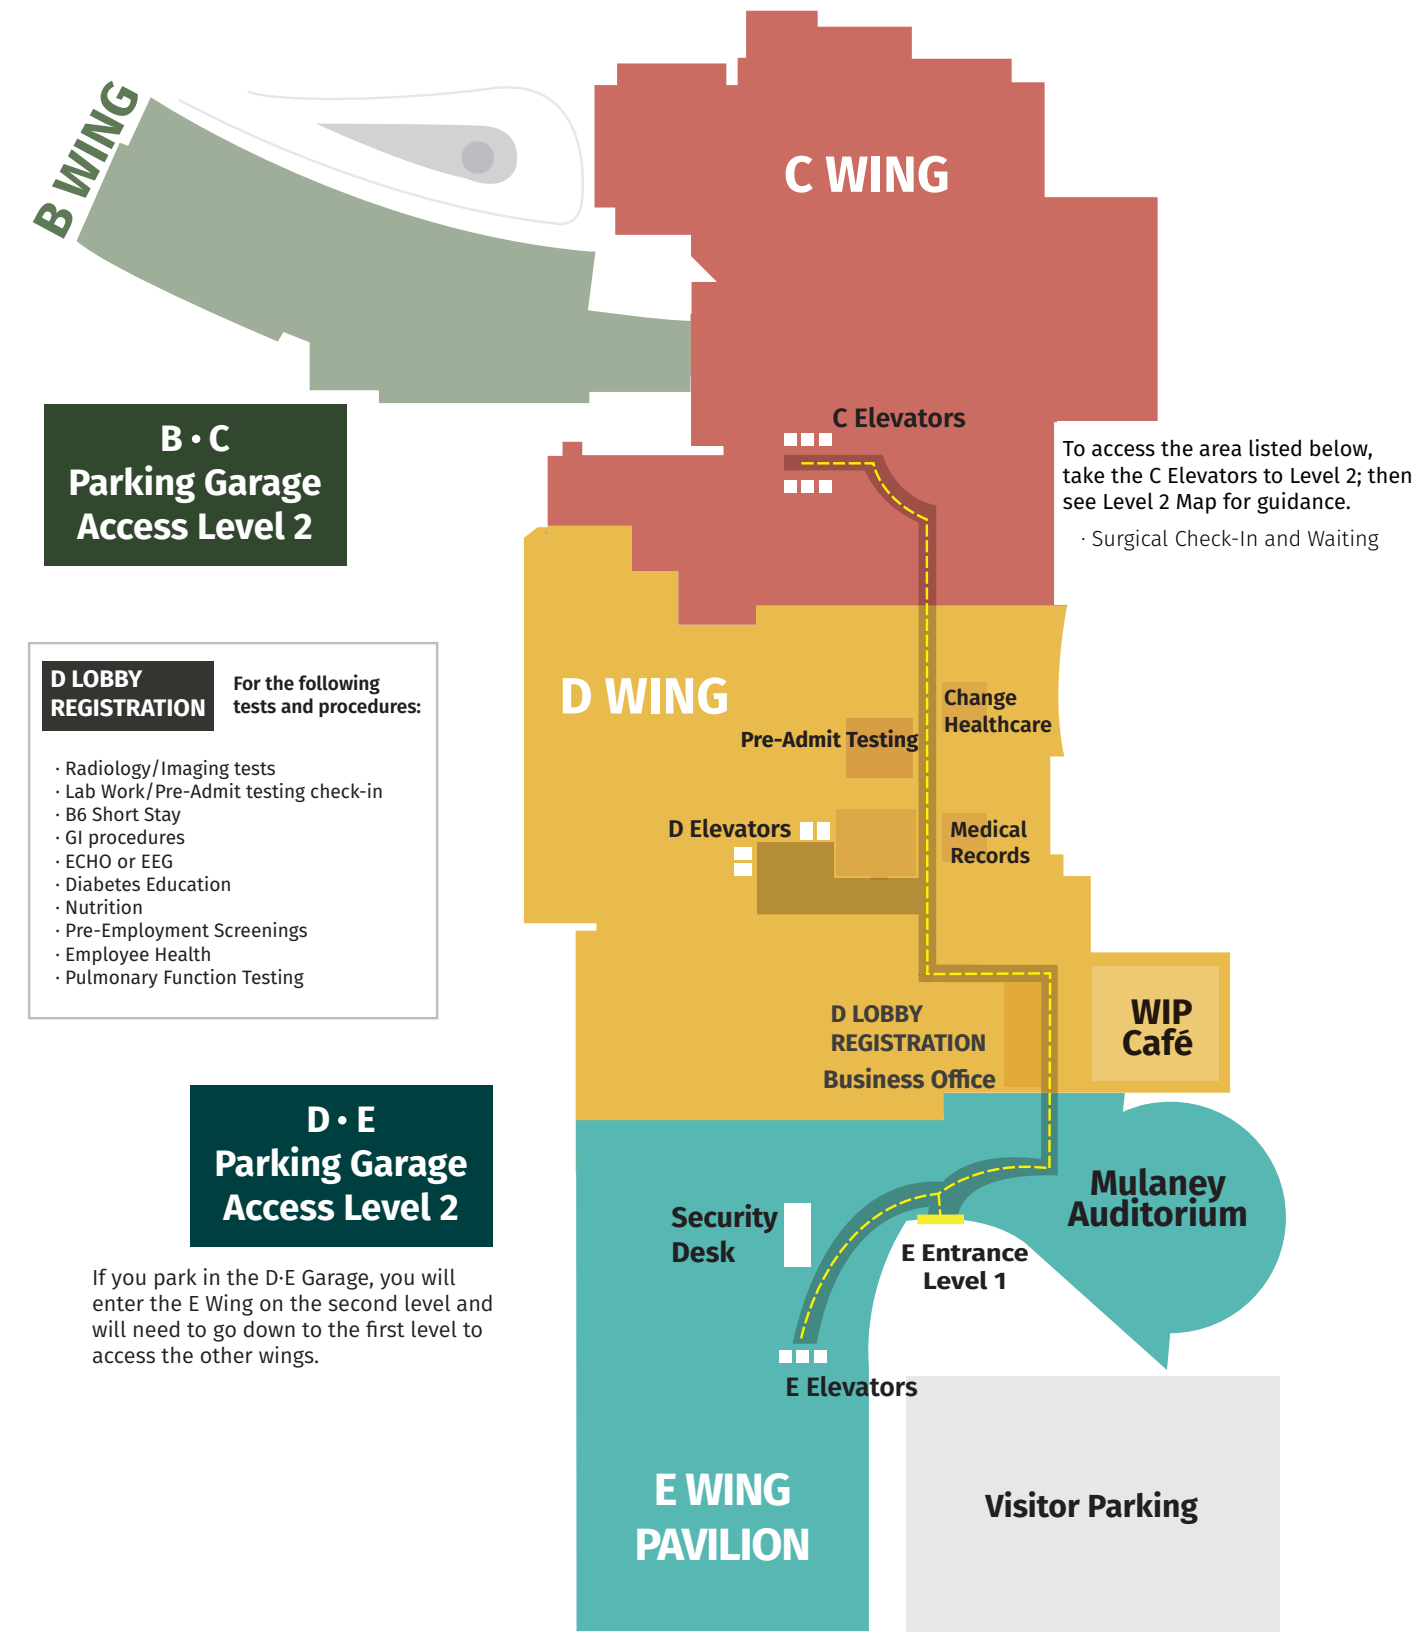 B WING
C WING
C Elevators
B · C
Parking Garage
Access Level 2
To access the area listed below,
take the C Elevators to Level 2; then
see Level 2 Map for guidance.
· Surgical Check-In and Waiting
D LOBBY
REGISTRATION
For the following
tests and procedures:
· Radiology/Imaging tests
· Lab Work/Pre-Admit testing check-in
· B6 Short Stay
· GI procedures
· ECHO or EEG
· Diabetes Education
· Nutrition
· Pre-Employment Screenings
· Employee Health
· Pulmonary Function Testing
D WING
Change
Healthcare
Pre-Admit Testing
D Elevators
Medical
Records
D LOBBY
REGISTRATION
Business Office
WIP
Café
D · E
Parking Garage
Access Level 2
If you park in the D·E Garage, you will
enter the E Wing on the second level and
will need to go down to the first level to
access the other wings.
Security
Desk
Mulaney
Auditorium
E Entrance
Level 1
E Elevators
E WING
PAVILION
Visitor Parking